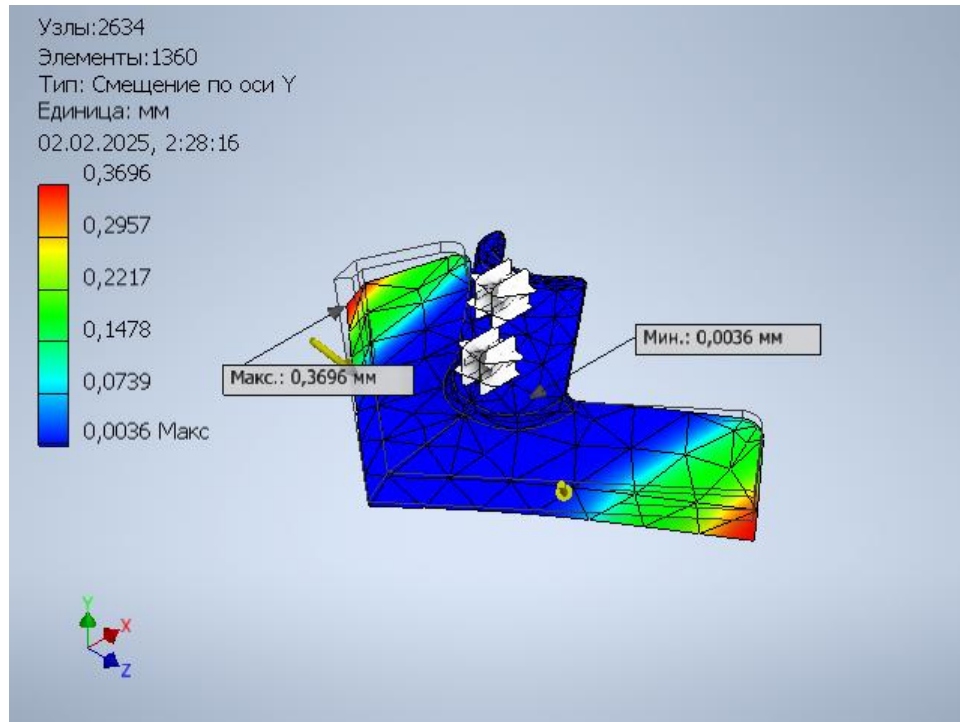 Узлы:2634
Элементы:1360
Тип: Смещение по оси Y
Единица: мм
02.02.2025, 2:28:16
0,3696
0,2957
0,2217
0,1478
0,0739
0,0036 Макс
Макс.: 0,3696 мм
Мин.: 0,0036 мм
Y
X
Z